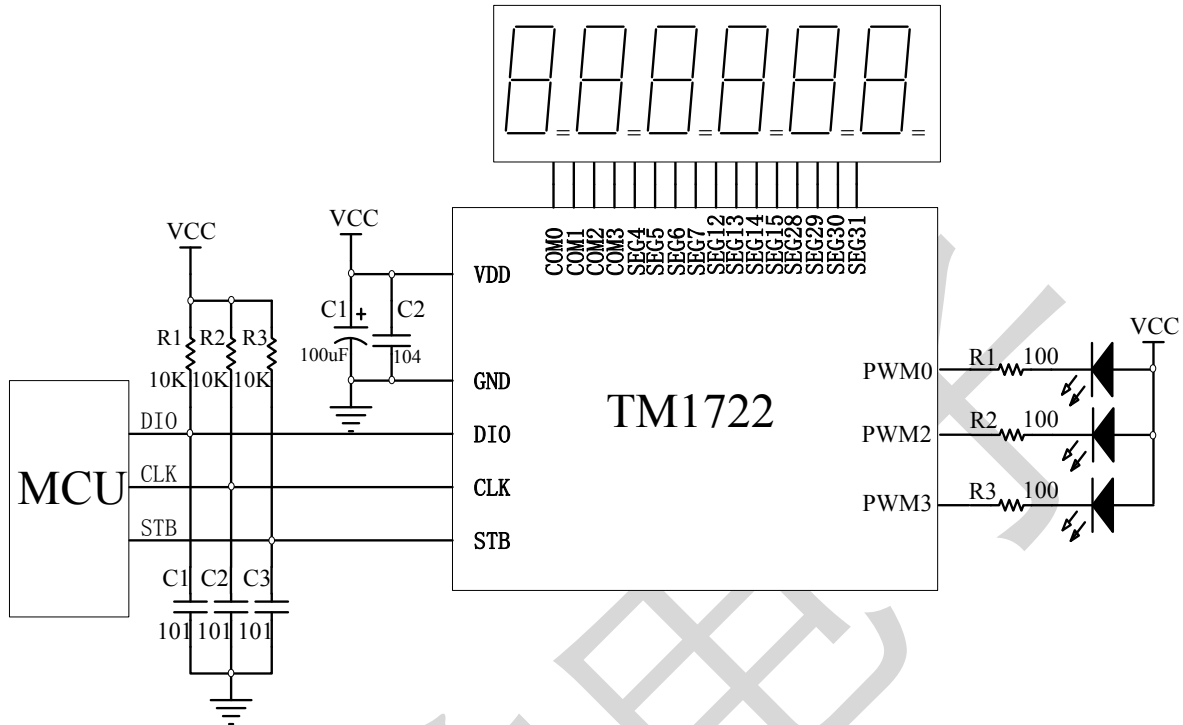 COM0
COM1
COM2
COM3
SEG4
SEG5
SEG6
SEG7
SEG12
SEG13
SEG14
SEG15
SEG28
SEG29
SEG30
SEG31
VCC
VCC
VDD
C1 +
C2
100uF
104
R1 R2 R3
10K 10K 10K
GND
TM1722
VCC
PWM0 R1 100
PWM2 R2 100
PWM3 R3 100
MCU
DIO
DIO
CLK
CLK
STB
STB
C1 C2 C3
101 101 101